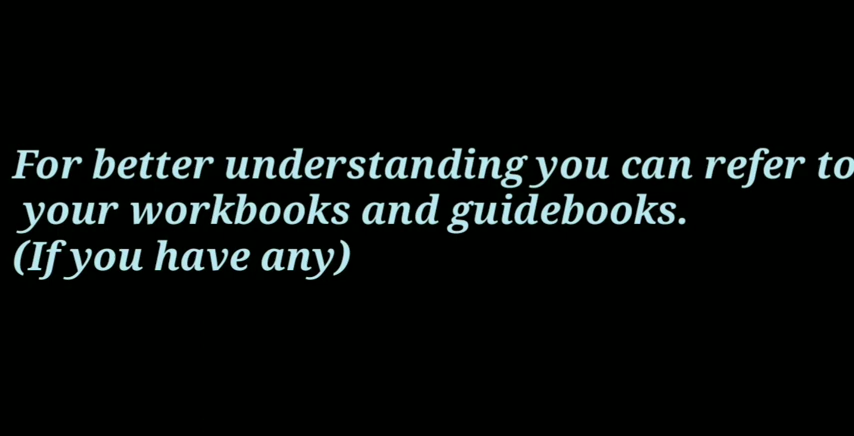 For better understanding you can refer to
your workbooks and guidebooks.
(If you have any)